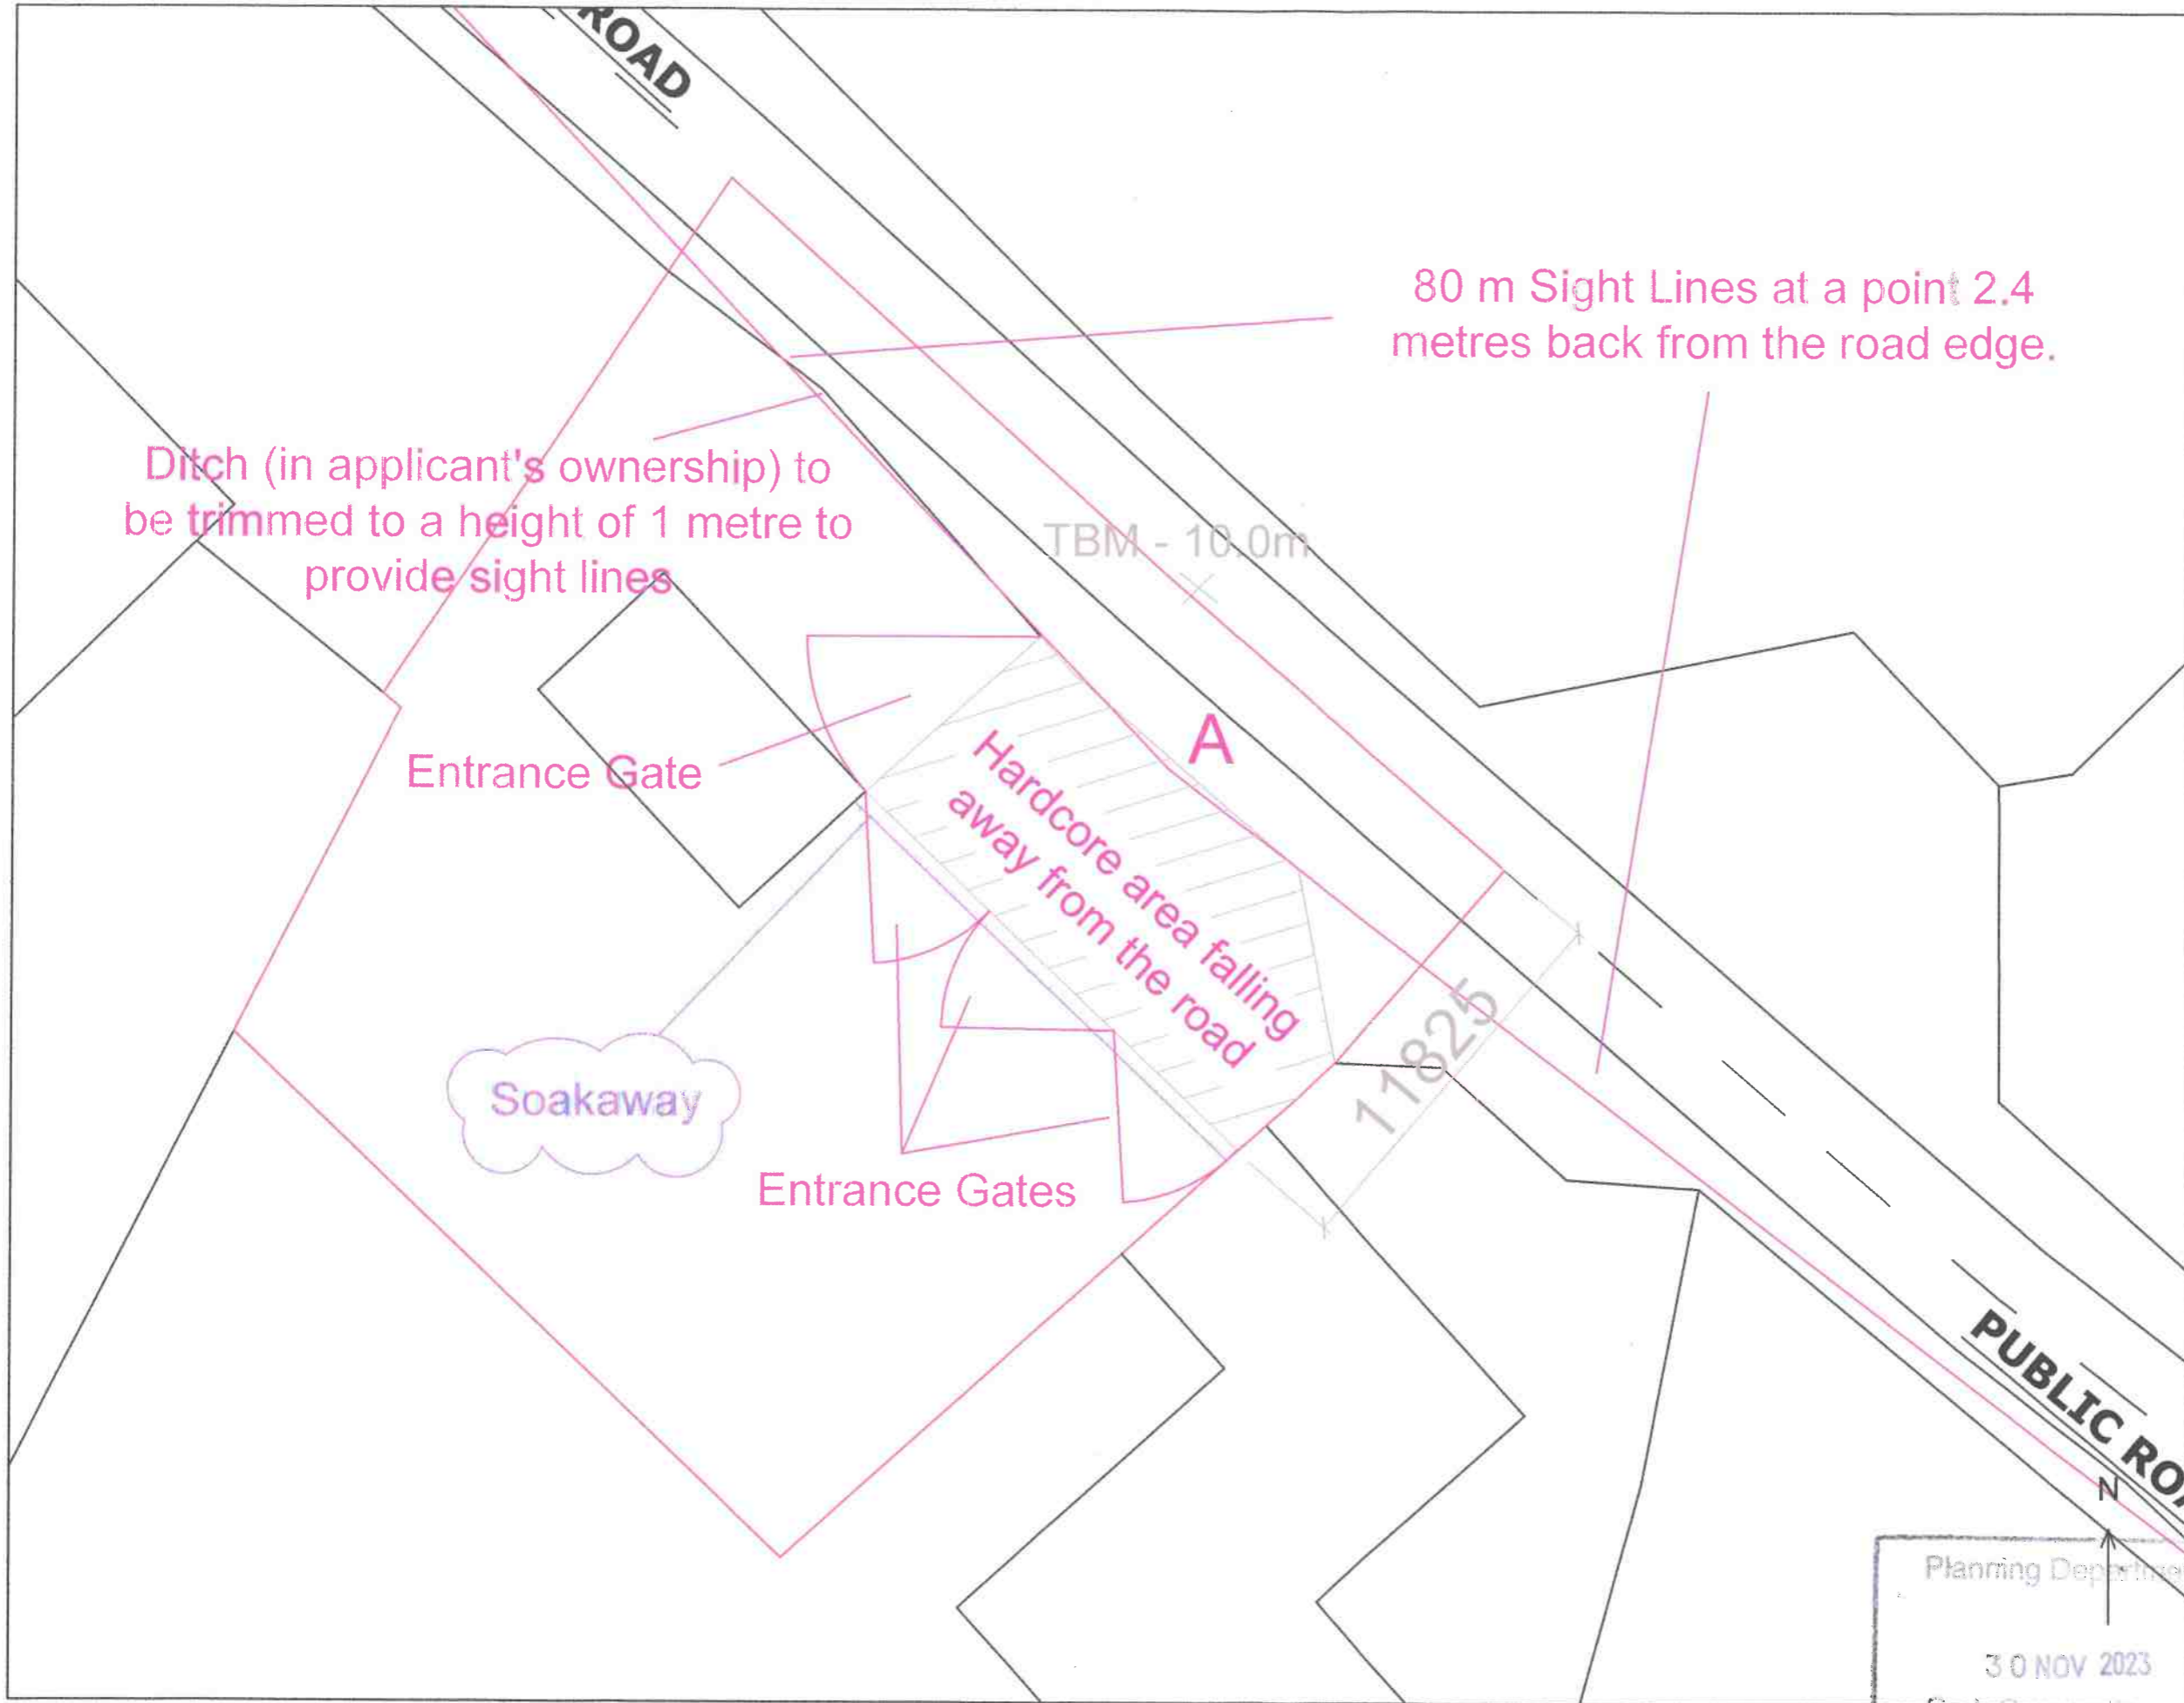 ROAD
80 m Sight Lines at a point 2.4
metres back from the road edge.
Ditch (in applicant's ownership) to
be trimmed to a height of 1 metre to
provide sight lines
TBM - 10.0m
A
Entrance Gate
Hardcore area falling
away from the road
11825
Soakaway
Entrance Gates
PUBLIC ROA
N
Planning Departme
30 NOV 2023